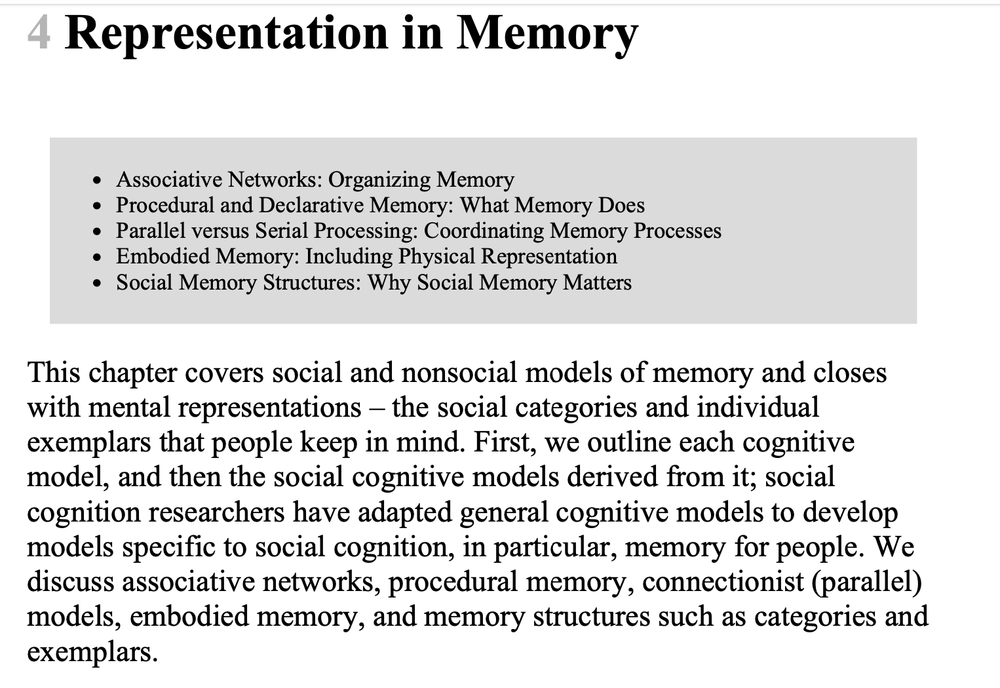 4 Representation in Memory
• Associative Networks: Organizing Memory
• Procedural and Declarative Memory: What Memory Does
• Parallel versus Serial Processing: Coordinating Memory Processes
• Embodied Memory: Including Physical Representation
• Social Memory Structures: Why Social Memory Matters
This chapter covers social and nonsocial models of memory and closes
with mental representations – the social categories and individual
exemplars that people keep in mind. First, we outline each cognitive
model, and then the social cognitive models derived from it; social
cognition researchers have adapted general cognitive models to develop
models specific to social cognition, in particular, memory for people. We
discuss associative networks, procedural memory, connectionist (parallel)
models, embodied memory, and memory structures such as categories and
exemplars.